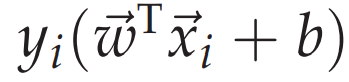 yᵢ(w⃗ᵀx⃗ᵢ + b)